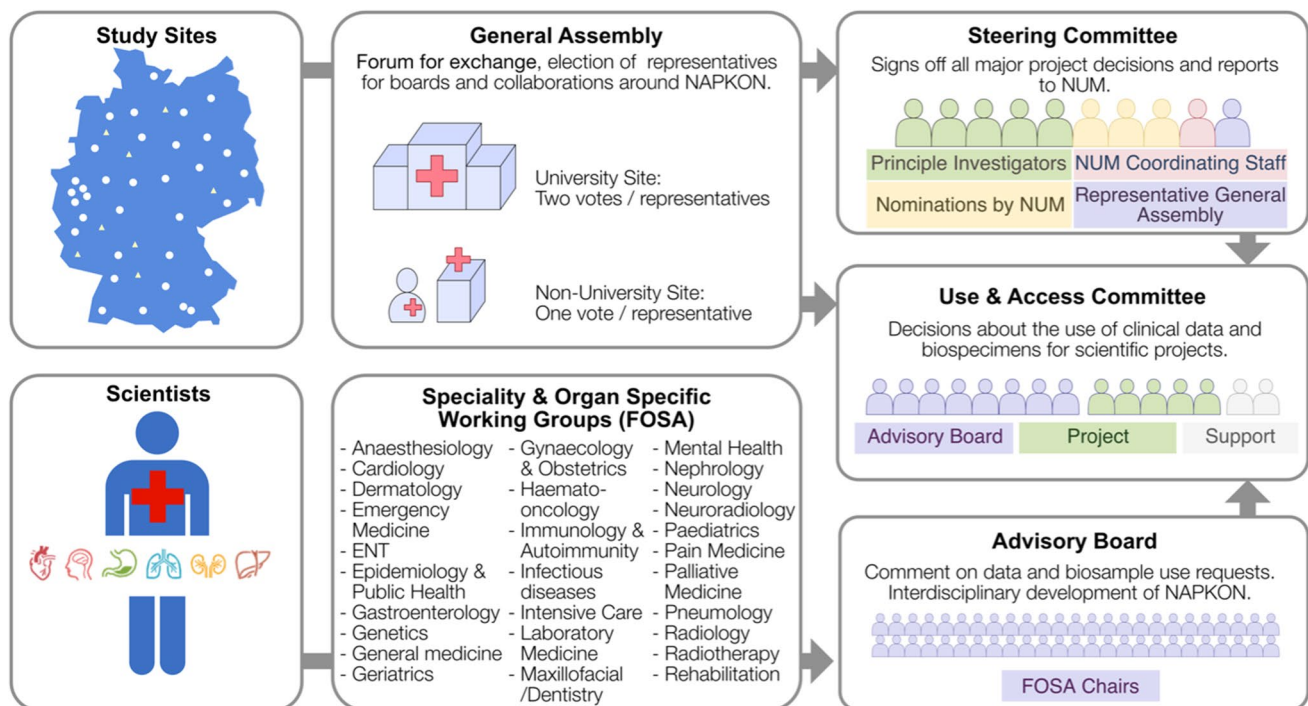 Study Sites
General Assembly
Forum for exchange, election of representatives
for boards and collaborations around NAPKON.
University Site:
Two votes / representatives
Non-University Site:
One vote / representative
Steering Committee
Signs off all major project decisions and reports
to NUM.
Principle Investigators
NUM Coordinating Staff
Nominations by NUM
Representative General
Assembly
Use & Access Committee
Decisions about the use of clinical data and
biospecimens for scientific projects.
Advisory Board
Project
Support
Scientists
Speciality & Organ Specific
Working Groups (FOSA)
- Anaesthesiology
- Cardiology
- Dermatology
- Emergency
Medicine
- ENT
- Epidemiology &
Public Health
- Gastroenterology
- Genetics
- General medicine
- Geriatrics
- Gynaecology
& Obstetrics
- Haemato-
oncology
- Immunology &
Autoimmunity
- Infectious
diseases
- Intensive Care
- Laboratory
Medicine
- Maxillofacial
/Dentistry
- Mental Health
- Nephrology
- Neurology
- Neuroradiology
- Paediatrics
- Pain Medicine
- Palliative
Medicine
- Pneumology
- Radiology
- Radiotherapy
- Rehabilitation
Advisory Board
Comment on data and biosample use requests.
Interdisciplinary development of NAPKON.
FOSA Chairs